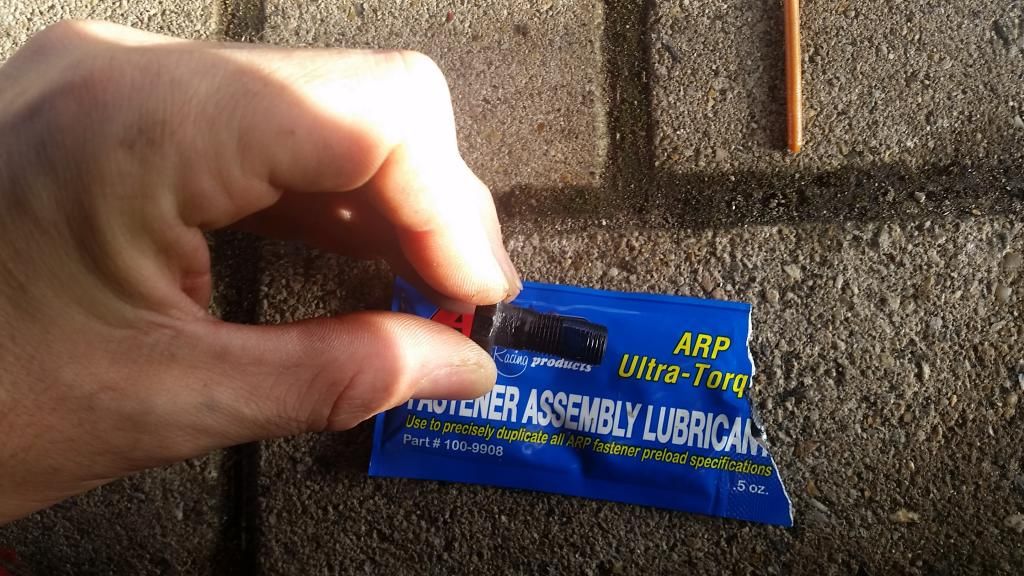 ARP
Ultra-Torq
Racing products
FASTENER ASSEMBLY LUBRICAN
Use to precisely duplicate all ARP fastener preload specifications
Part # 100-9908
.5 oz.